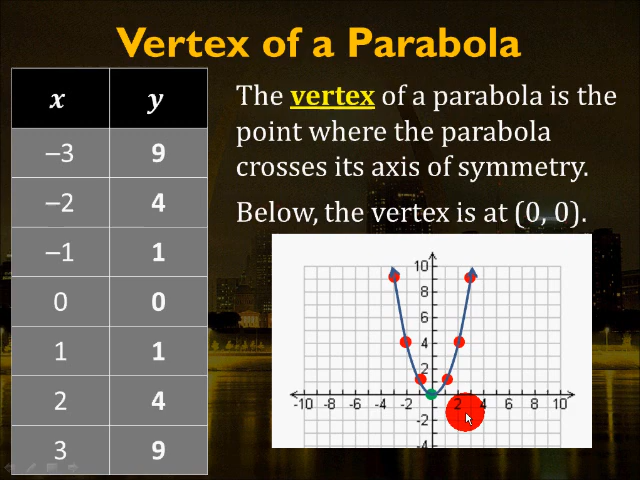 Vertex of a Parabola
x y
–3 9
–2 4
–1 1
0 0
1 1
2 4
3 9
The vertex of a parabola is the
point where the parabola
crosses its axis of symmetry.
Below, the vertex is at (0, 0).
10
8
6
4
2
-10 -8 -6 -4 -2 2 4 6 8 10
-2
-4